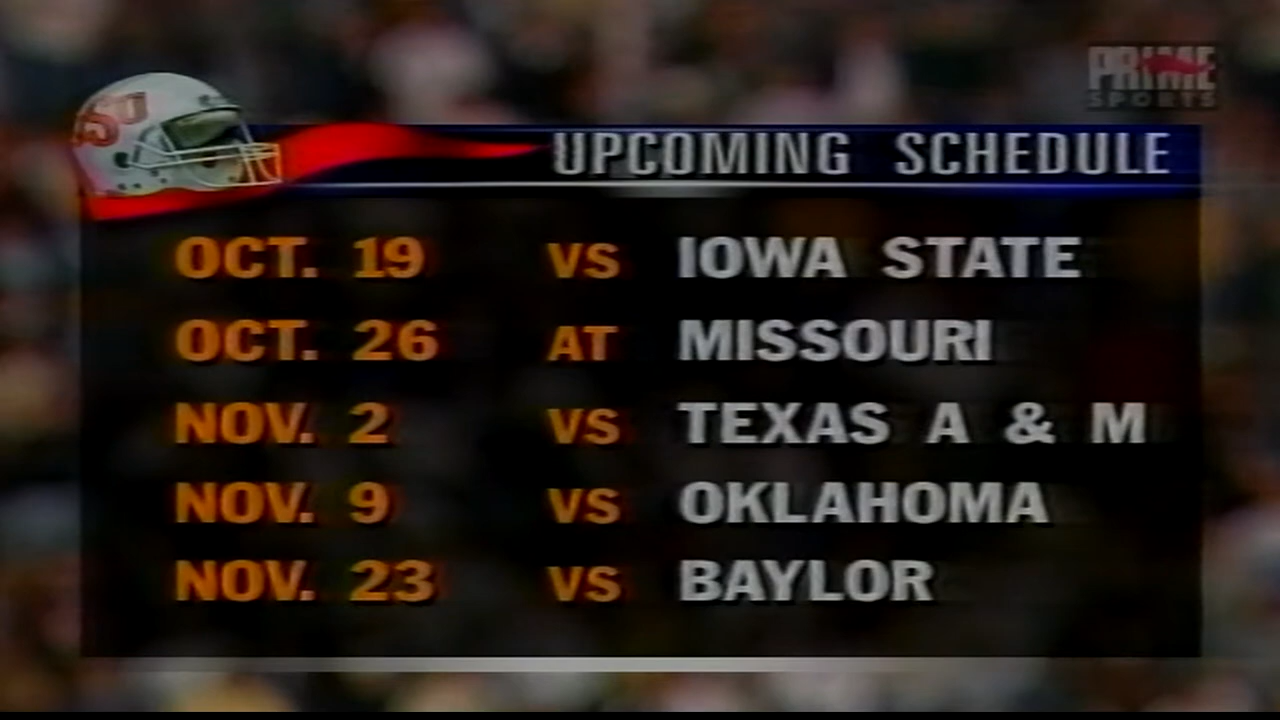 PRIME
SPORTS
OSU
UPCOMING SCHEDULE
OCT. 19 VS IOWA STATE
OCT. 26 AT MISSOURI
NOV. 2 VS TEXAS A & M
NOV. 9 VS OKLAHOMA
NOV. 23 VS BAYLOR